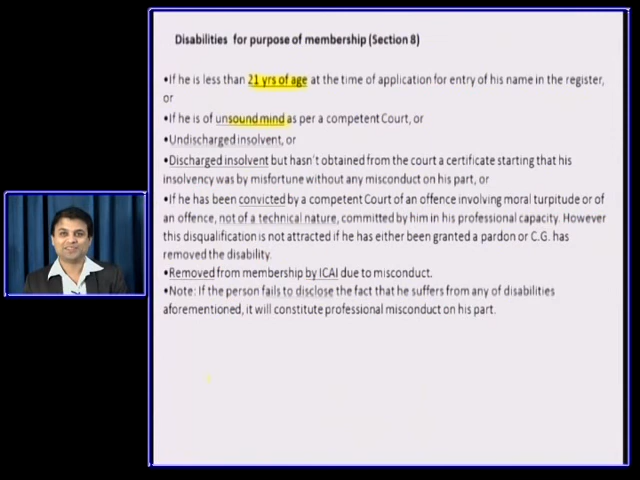 Disabilities for purpose of membership (Section 8)
•If he is less than 21 yrs of age at the time of application for entry of his name in the register,
or
•If he is of unsound mind as per a competent Court, or
•Undischarged insolvent, or
•Discharged insolvent but hasn't obtained from the court a certificate starting that his
insolvency was by misfortune without any misconduct on his part, or
•If he has been convicted by a competent Court of an offence involving moral turpitude or of
an offence, not of a technical nature, committed by him in his professional capacity. However
this disqualification is not attracted if he has either been granted a pardon or C.G. has
removed the disability.
•Removed from membership by ICAI due to misconduct.
•Note: If the person fails to disclose the fact that he suffers from any of disabilities
aforementioned, it will constitute professional misconduct on his part.